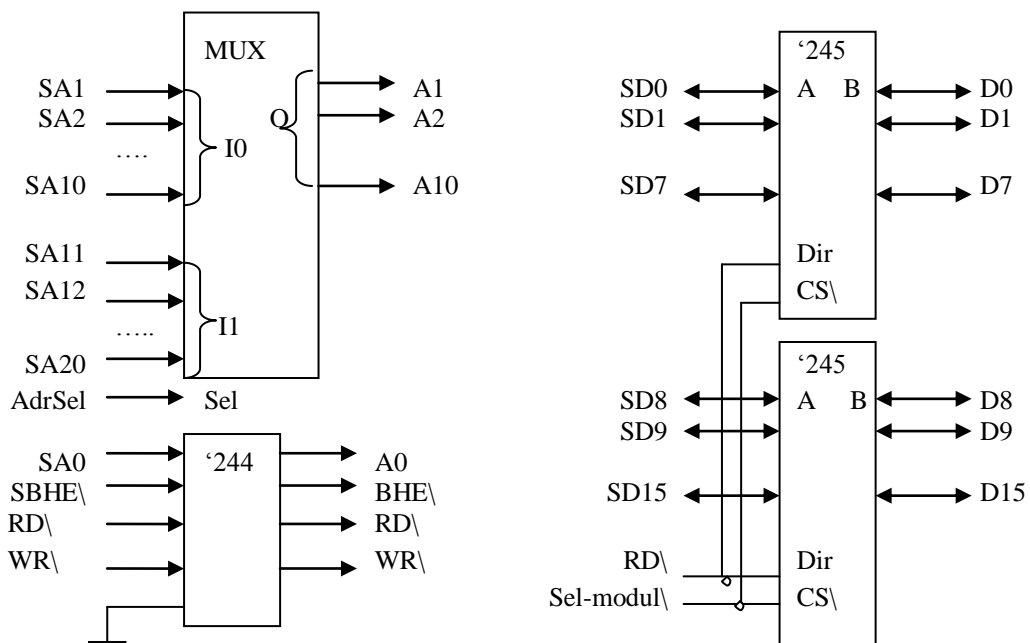 MUX
SA1
SA2
….
SA10
I0
Q
A1
A2
A10
SA11
SA12
…..
SA20
I1
AdrSel
Sel
SA0
SBHE\
RD\
WR\
‘244
A0
BHE\
RD\
WR\
‘245
A B
SD0
SD1
SD7
D0
D1
D7
Dir
CS\
‘245
A B
SD8
SD9
SD15
D8
D9
D15
RD\
Sel-modul\
Dir
CS\